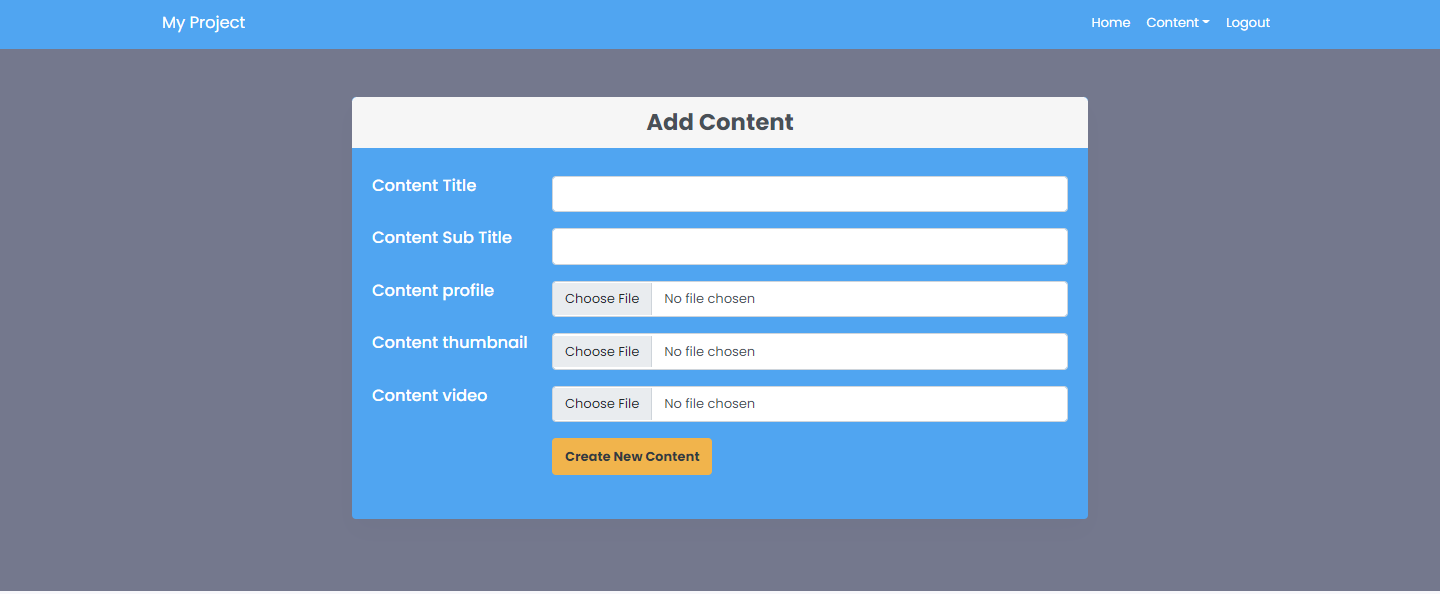 My Project Home Content Logout
Add Content
Content Title
Content Sub Title
Content profile Choose File No file chosen
Content thumbnail Choose File No file chosen
Content video Choose File No file chosen
Create New Content